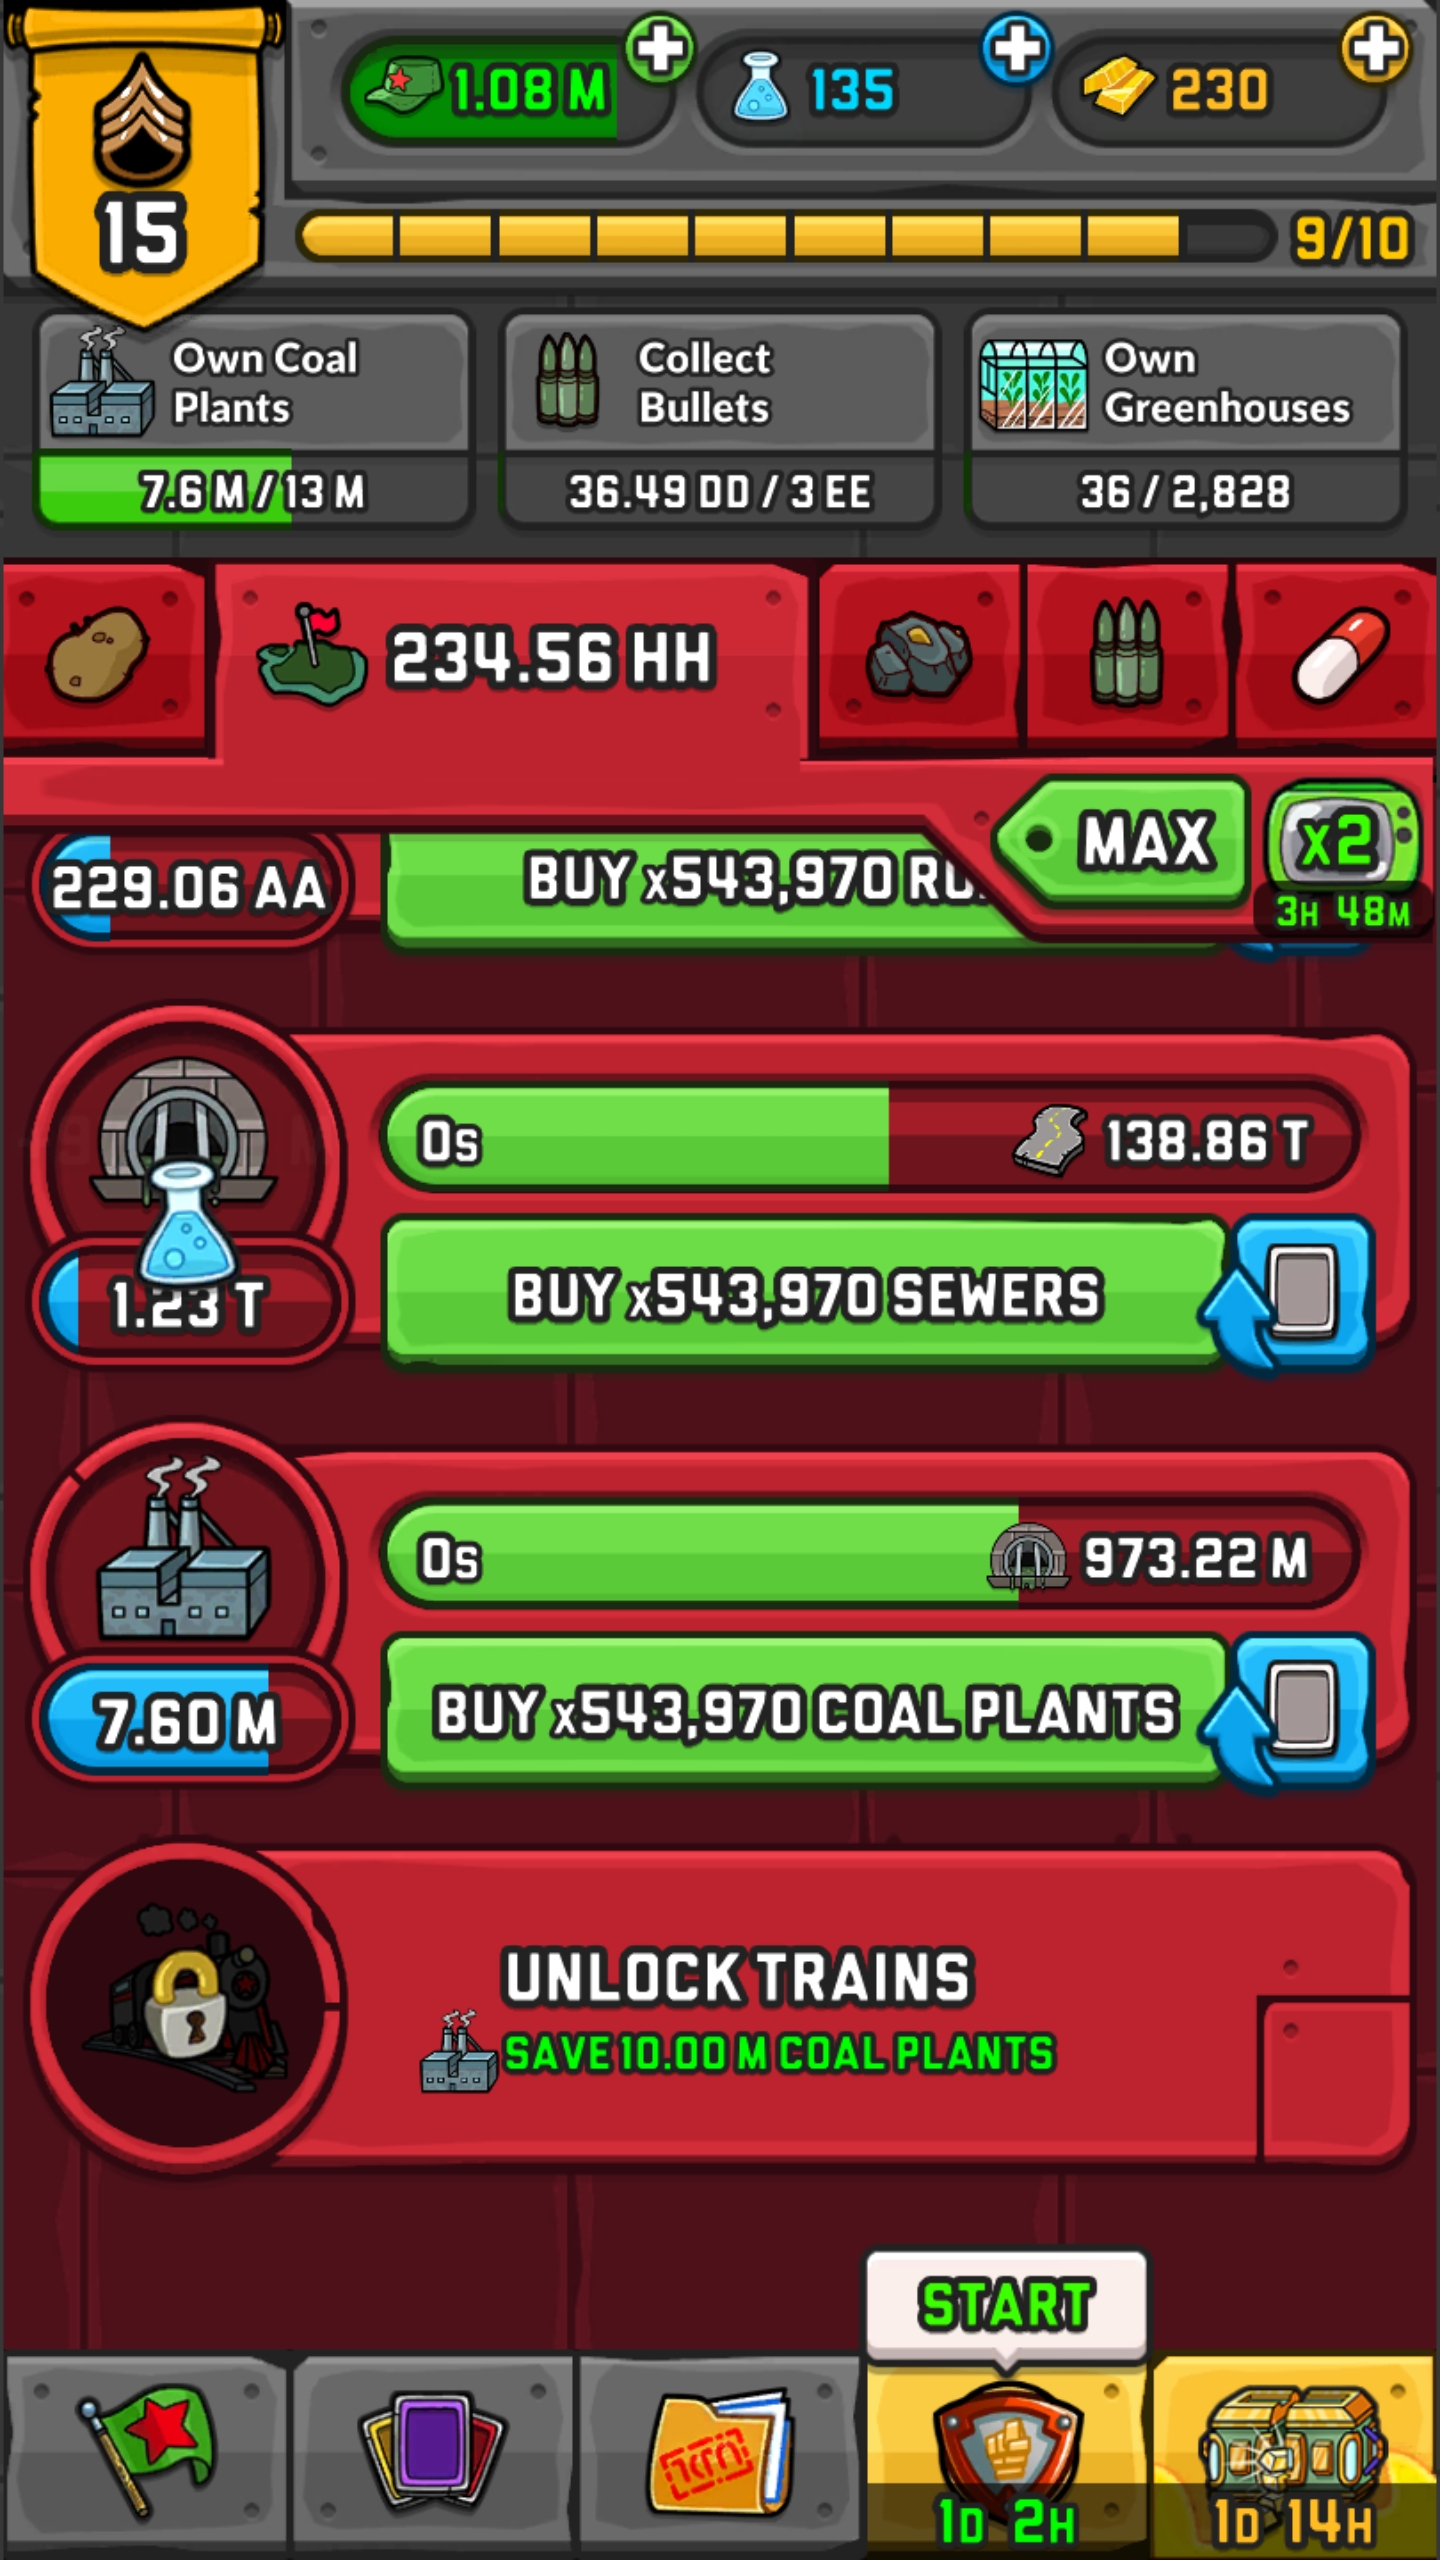 1.08 M
135
230
15
9/10
Own Coal
Plants
Collect
Bullets
Own
Greenhouses
7.6 M / 13 M
36.49 DD / 3 EE
36 / 2,828
234.56 HH
MAX
x2
3H 48M
229.06 AA
BUY x543,970
0s
138.86 T
1.23 T
BUY x543,970 SEWERS
0s
973.22 M
7.60 M
BUY x543,970 COAL PLANTS
UNLOCK TRAINS
SAVE 10.00 M COAL PLANTS
START
1D 2H
1D 14H